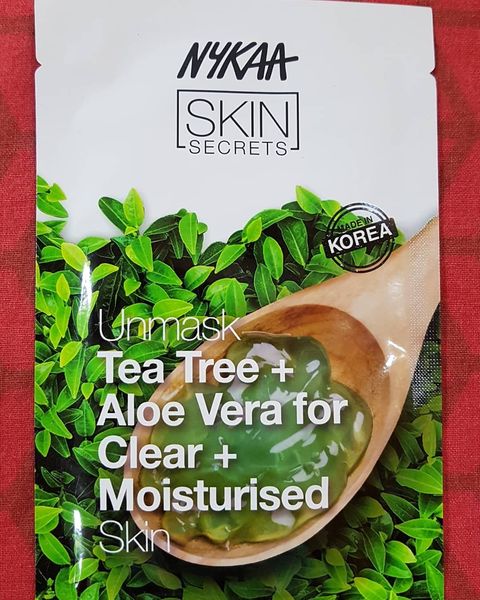 NYKAA
SKIN
SECRETS
MADE IN
KOREA
Unmask
Tea Tree +
Aloe Vera for
Clear +
Moisturised
Skin